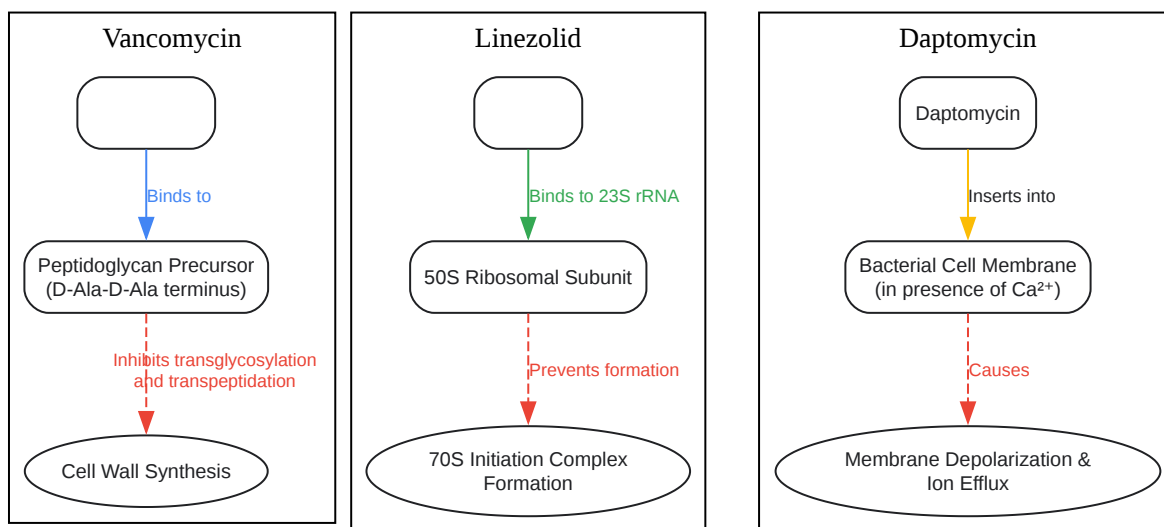 Vancomycin
Binds to
Peptidoglycan Precursor
(D-Ala-D-Ala terminus)
Inhibits transglycosylation
and transpeptidation
Cell Wall Synthesis
Linezolid
Binds to 23S rRNA
50S Ribosomal Subunit
Prevents formation
70S Initiation Complex
Formation
Daptomycin
Daptomycin
Inserts into
Bacterial Cell Membrane
(in presence of Ca²⁺)
Causes
Membrane Depolarization &
Ion Efflux